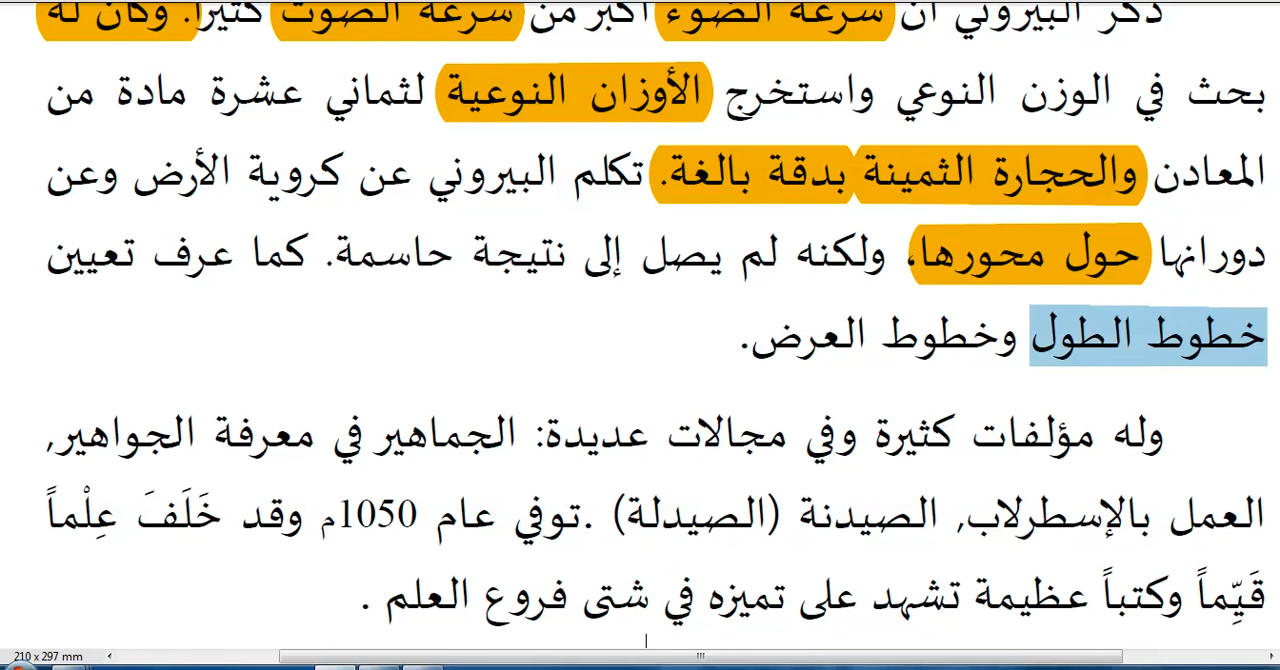 ذكر البيروني أن سرعة الضوء أكبر من سرعة الصوت كثيراً. وكان له
بحث في الوزن النوعي واستخرج الأوزان النوعية لثماني عشرة مادة من
المعادن والحجارة الثمينة بدقة بالغة. تكلم البيروني عن كروية الأرض وعن
دورانها حول محورها، ولكنه لم يصل إلى نتيجة حاسمة. كما عرف تعيين
خطوط الطول وخطوط العرض.
وله مؤلفات كثيرة وفي مجالات عديدة: الجماهير في معرفة الجواهير,
العمل بالإسطرلاب, الصيدنة (الصيدلة) .توفي عام 1050م وقد خَلَفَ عِلْماً
قَيِّماً وكتباً عظيمة تشهد على تميزه في شتى فروع العلم .
210 x 297 mm